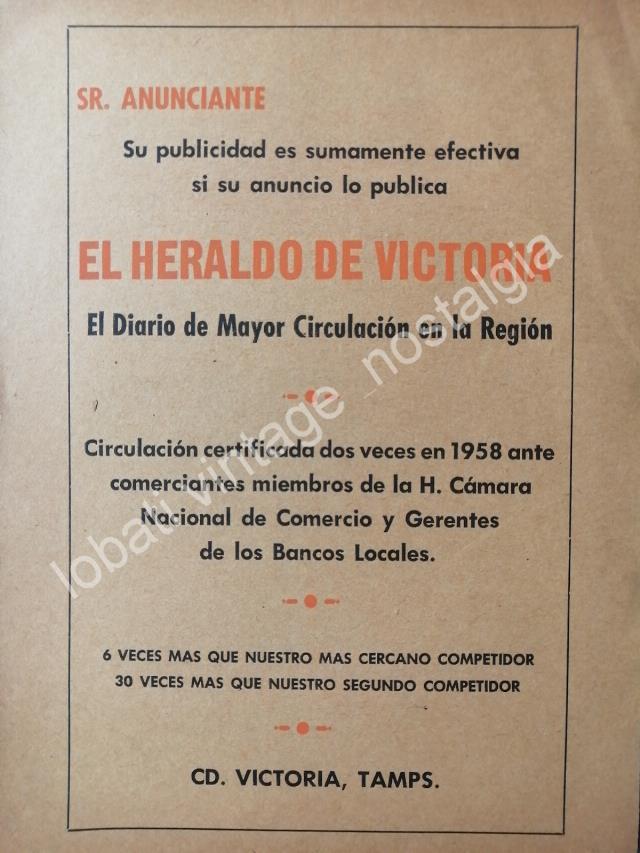 SR. ANUNCIANTE
Su publicidad es sumamente efectiva
si su anuncio lo publica
EL HERALDO DE VICTORIA
El Diario de Mayor Circulación en la Región
Circulación certificada dos veces en 1958 ante
comerciantes miembros de la H. Cámara
Nacional de Comercio y Gerentes
de los Bancos Locales.
6 VECES MAS QUE NUESTRO MAS CERCANO COMPETIDOR
30 VECES MAS QUE NUESTRO SEGUNDO COMPETIDOR
CD. VICTORIA, TAMPS.
lobati_vintage_nostalgia